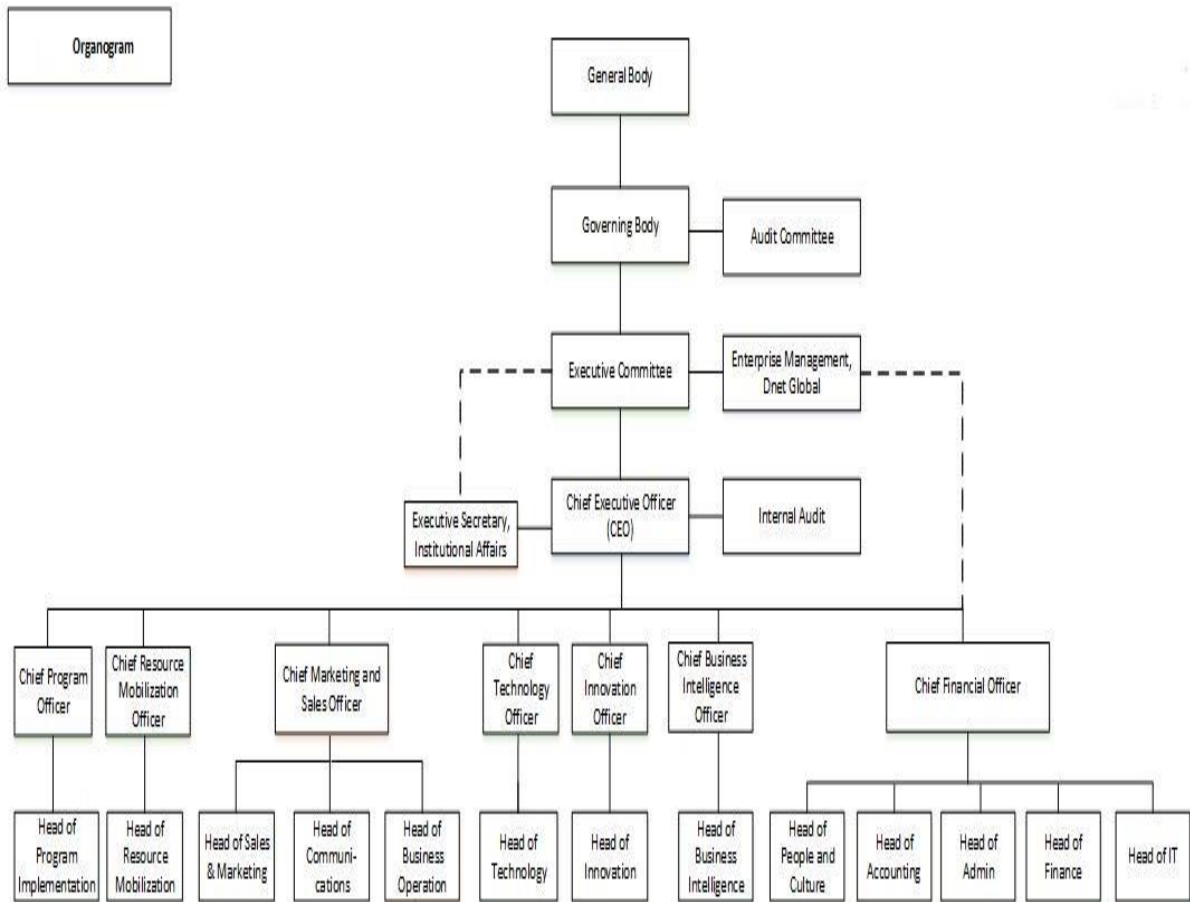 Organogram
General Body
Governing Body
Audit Committee
Executive Committee
Enterprise Management,
Dnet Global
Chief Executive Officer
(CEO)
Internal Audit
Executive Secretary,
Institutional Affairs
Chief Program
Officer
Chief Resource
Mobilization
Officer
Chief Marketing and
Sales Officer
Chief
Technology
Officer
Chief
Innovation
Officer
Chief Business
Intelligence
Officer
Chief Financial Officer
Head of
Program
Implementation
Head of
Resource
Mobilization
Head of Sales
& Marketing
Head of
Communi-
cations
Head of
Business
Operation
Head of
Technology
Head of
Innovation
Head of
Business
Intelligence
Head of
People and
Culture
Head of
Accounting
Head of
Admin
Head of
Finance
Head of IT